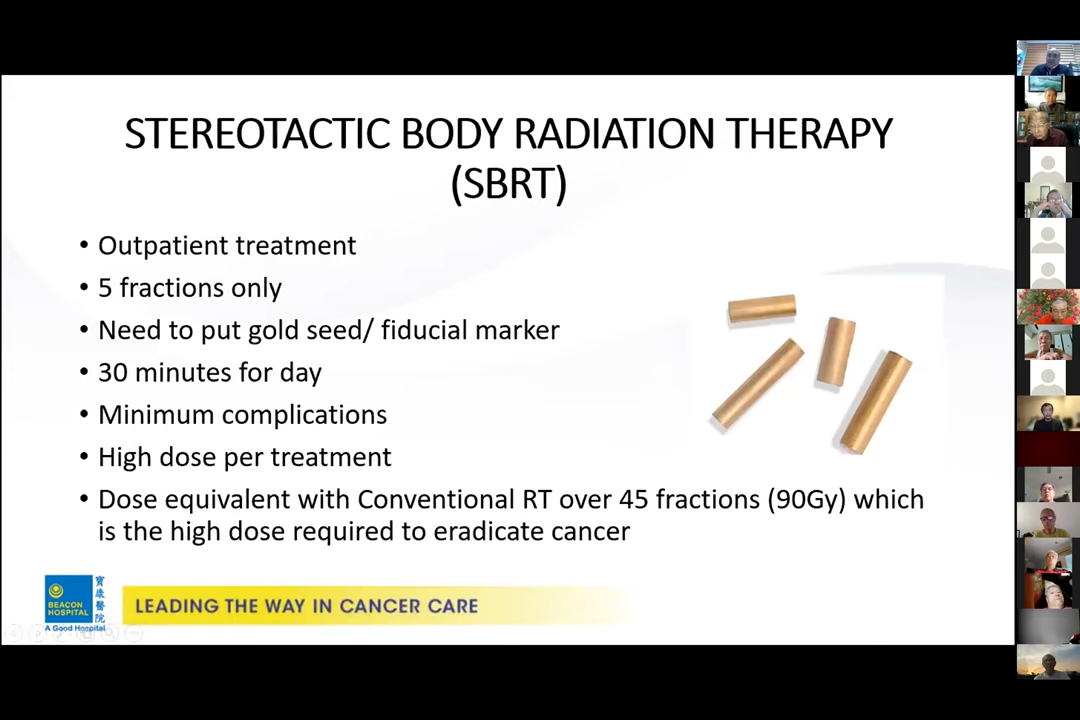 STEREOTACTIC BODY RADIATION THERAPY
(SBRT)
• Outpatient treatment
• 5 fractions only
• Need to put gold seed/ fiducial marker
• 30 minutes for day
• Minimum complications
• High dose per treatment
• Dose equivalent with Conventional RT over 45 fractions (90Gy) which
is the high dose required to eradicate cancer
BEACON
HOSPITAL
寶康醫院
A Good Hospital
LEADING THE WAY IN CANCER CARE